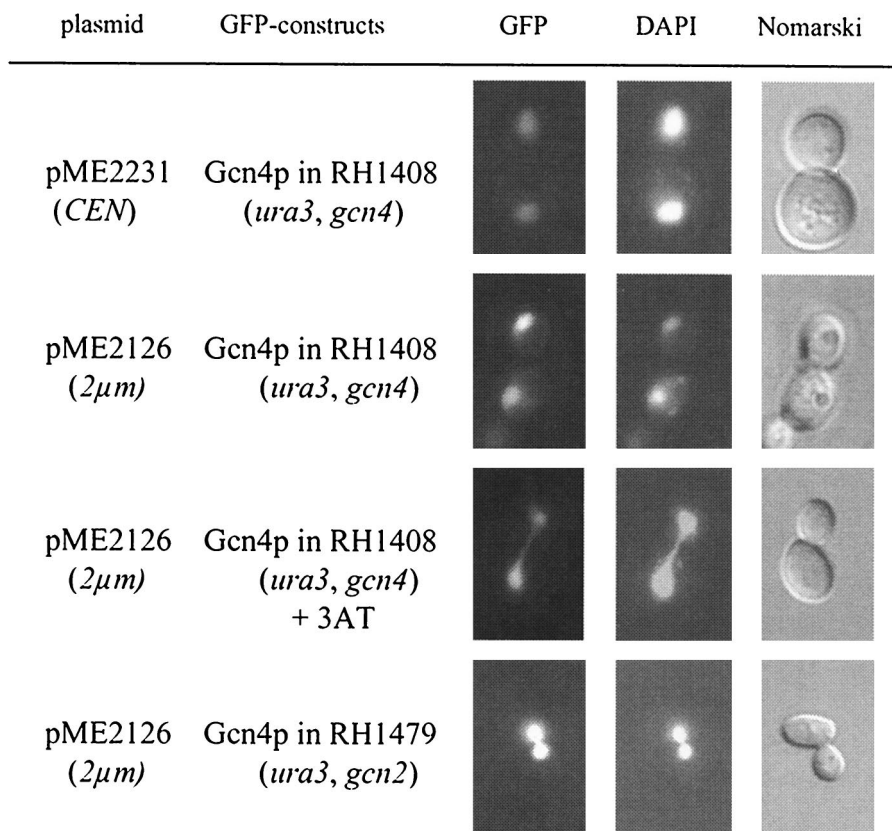 plasmid GFP-constructs GFP DAPI Nomarski
pME2231 Gcn4p in RH1408
(CEN) (ura3, gcn4)
pME2126 Gcn4p in RH1408
(2μm) (ura3, gcn4)
pME2126 Gcn4p in RH1408
(2μm) (ura3, gcn4)
+ 3AT
pME2126 Gcn4p in RH1479
(2μm) (ura3, gcn2)